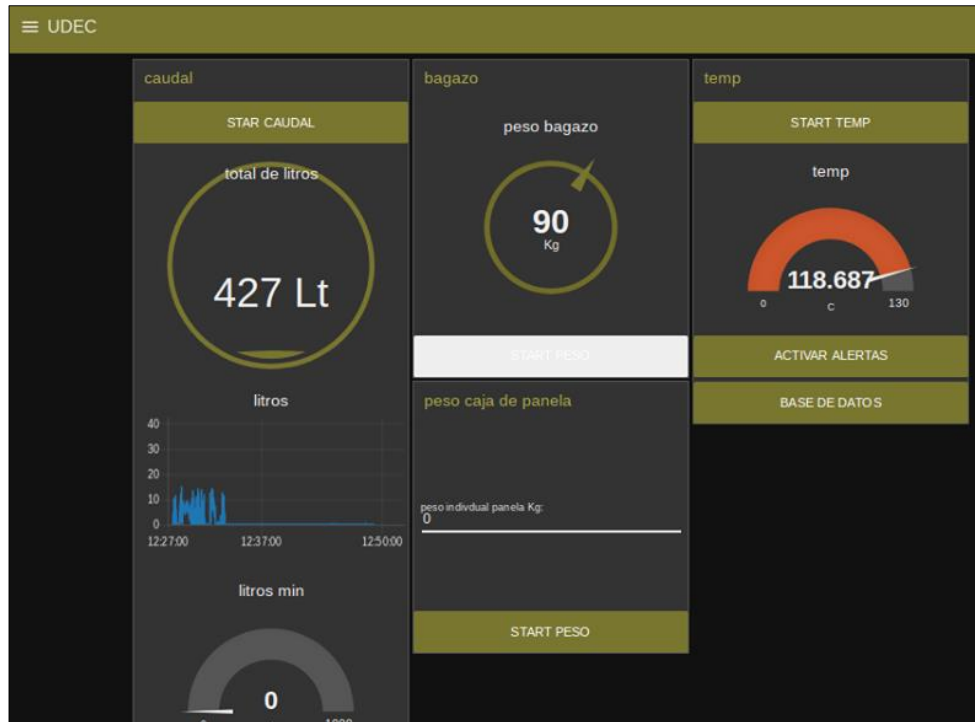 UDEC
caudal
STAR CAUDAL
total de litros
427 Lt
litros
40
30
20
10
0
12:27:00 12:37:00 12:50:00
litros min
0
bagazo
peso bagazo
90
Kg
START PESO
peso caja de panela
peso indivdual panela Kg:
0
START PESO
temp
START TEMP
temp
118.687
0 C 130
ACTIVAR ALERTAS
BASE DE DATOS